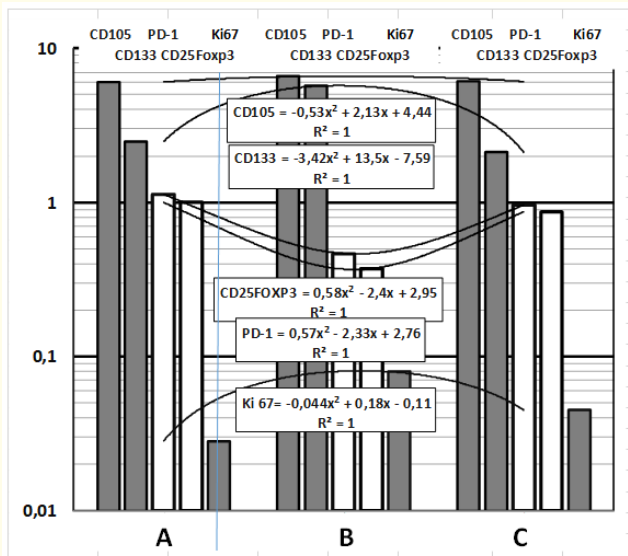 CD105 PD-1 Ki67 CD105 PD-1 Ki67 CD105 PD-1 Ki67
CD133 CD25Foxp3 CD133 CD25Foxp3 CD133 CD25Foxp3
10
CD105 = -0,53x² + 2,13x + 4,44
R² = 1
CD133 = -3,42x² + 13,5x - 7,59
R² = 1
1
CD25FOXP3 = 0,58x² - 2,4x + 2,95
R² = 1
PD-1 = 0,57x² - 2,33x + 2,76
R² = 1
0,1
Ki 67= -0,044x² + 0,18x - 0,11
R² = 1
0,01
A B C